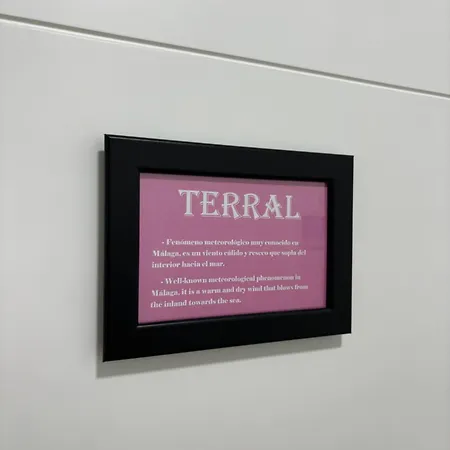 TERRAL
- Fenómeno meteorológico muy conocido en
Málaga, es un viento cálido y reseco que sopla del
interior hacia el mar.
- Well-known meteorological phenomenon in
Málaga, it is a warm and dry wind that blows from
the inland towards the sea.